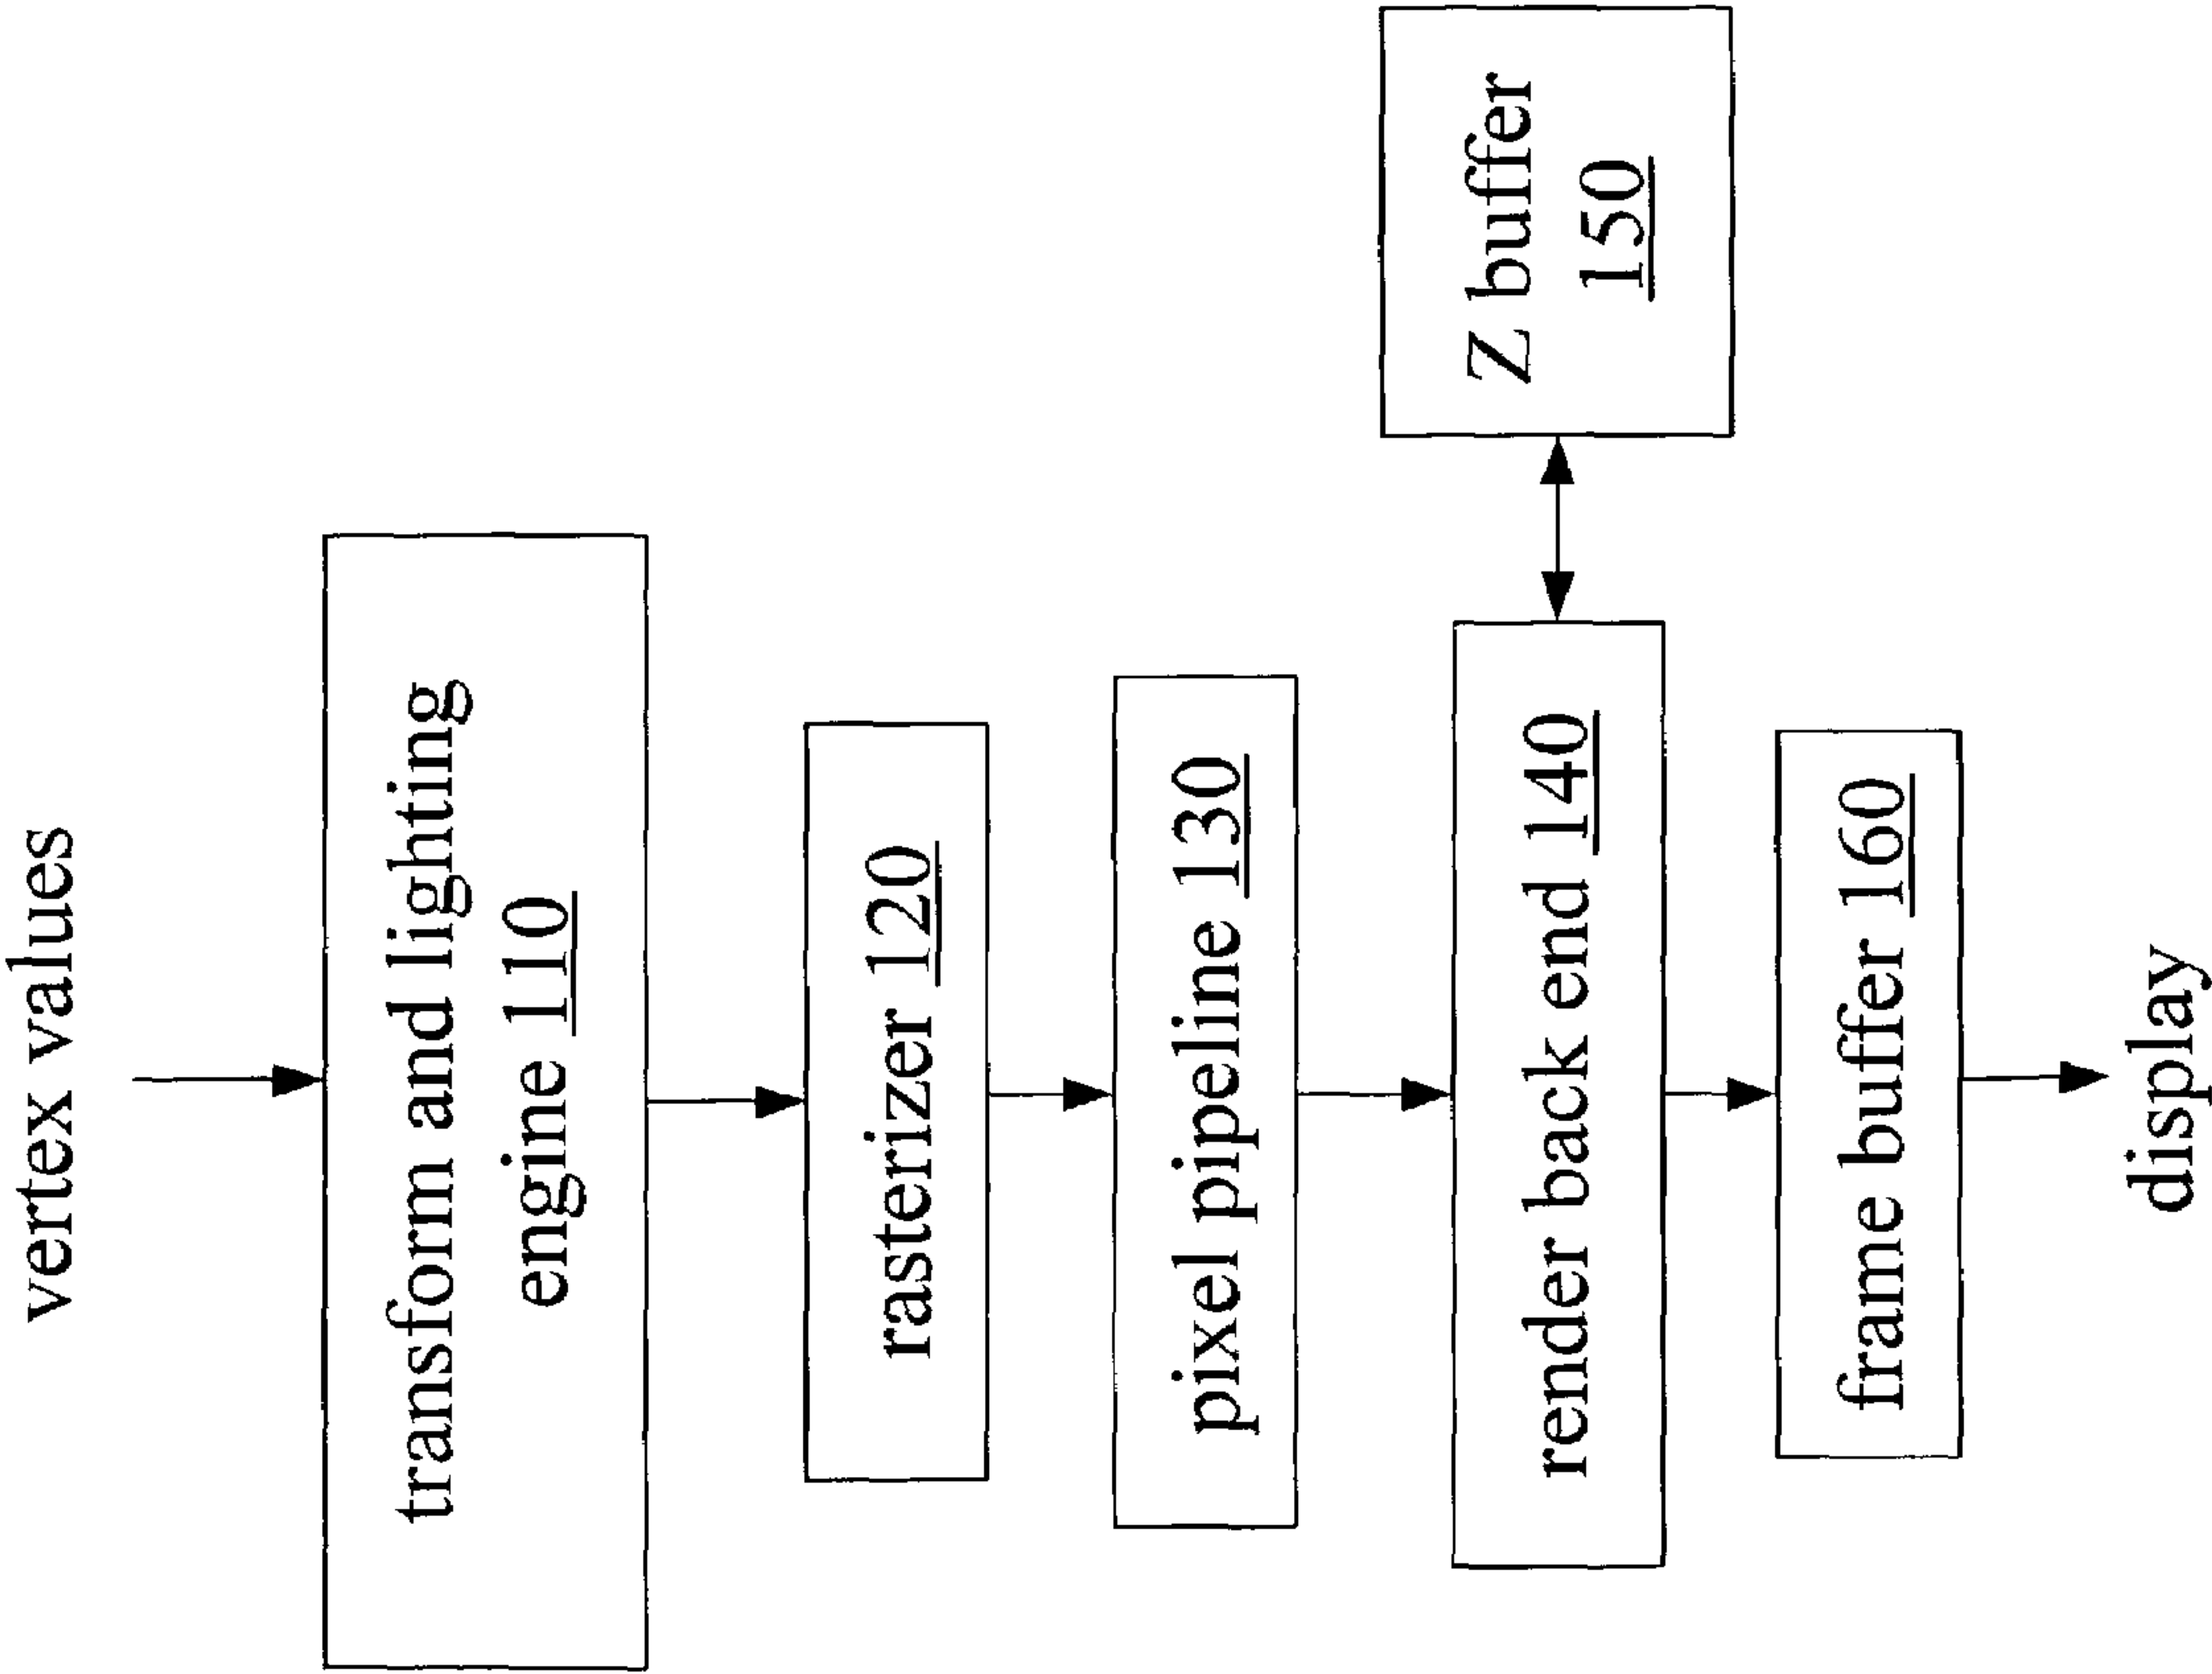 vertex values
transform and lighting
engine 110
rasterizer 120
pixel pipeline 130
render back end 140
Z buffer
150
frame buffer 160
display